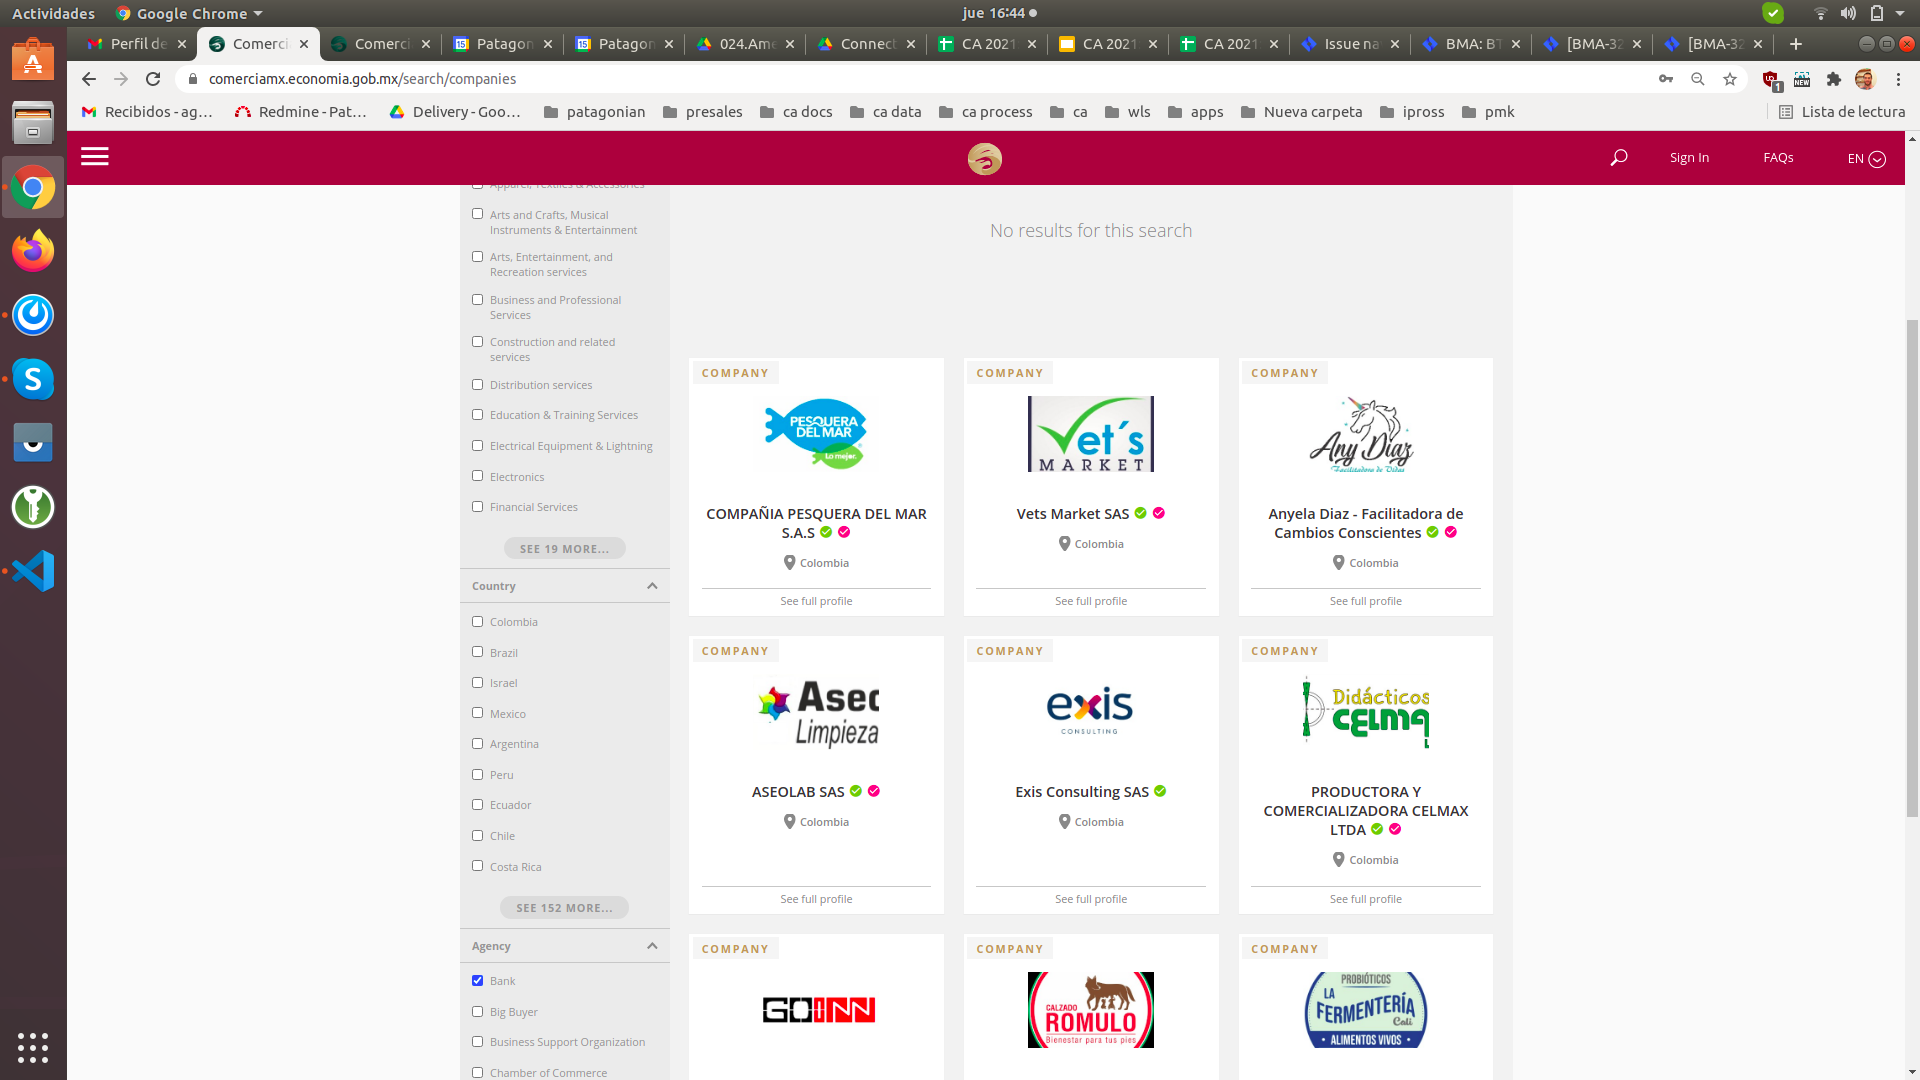 Actividades
Google Chrome
jue 16:44
Perfil de
Comerci
Comerci
Patagon
Patagon
024.Ame
Connect
CA 2021
CA 2021
CA 2021
Issue na
BMA: BT
[BMA-32
[BMA-32
comerciamx.economia.gob.mx/search/companies
Recibidos - ag...
Redmine - Pat...
Delivery - Goo...
patagonian
presales
ca docs
ca data
ca process
ca
wls
apps
Nueva carpeta
ipross
pmk
Lista de lectura
Sign In
FAQs
EN
Apparel, Textiles & Accessories
Arts and Crafts, Musical
Instruments & Entertainment
Arts, Entertainment, and
Recreation services
Business and Professional
Services
Construction and related
services
Distribution services
Education & Training Services
Electrical Equipment & Lightning
Electronics
Financial Services
SEE 19 MORE...
Country
Colombia
Brazil
Israel
Mexico
Argentina
Peru
Ecuador
Chile
Costa Rica
SEE 152 MORE...
Agency
Bank
Big Buyer
Business Support Organization
Chamber of Commerce
No results for this search
COMPANY
PESQUERA
DEL MAR
Lo mejor.
COMPAÑIA PESQUERA DEL MAR
S.A.S
Colombia
See full profile
COMPANY
Vet´s
MARKET
Vets Market SAS
Colombia
See full profile
COMPANY
Any Diaz
Facilitadora de Vidas
Anyela Diaz - Facilitadora de
Cambios Conscientes
Colombia
See full profile
COMPANY
Aseo
Limpieza
ASEOLAB SAS
Colombia
See full profile
COMPANY
exis
CONSULTING
Exis Consulting SAS
Colombia
See full profile
COMPANY
Didácticos
CELMA
PRODUCTORA Y
COMERCIALIZADORA CELMAX
LTDA
Colombia
See full profile
COMPANY
GOINN
COMPANY
CALZADO
ROMULO
Bienestar para tus pies
COMPANY
PROBIÓTICOS
LA
FERMENTERÍA
Cali
ALIMENTOS VIVOS